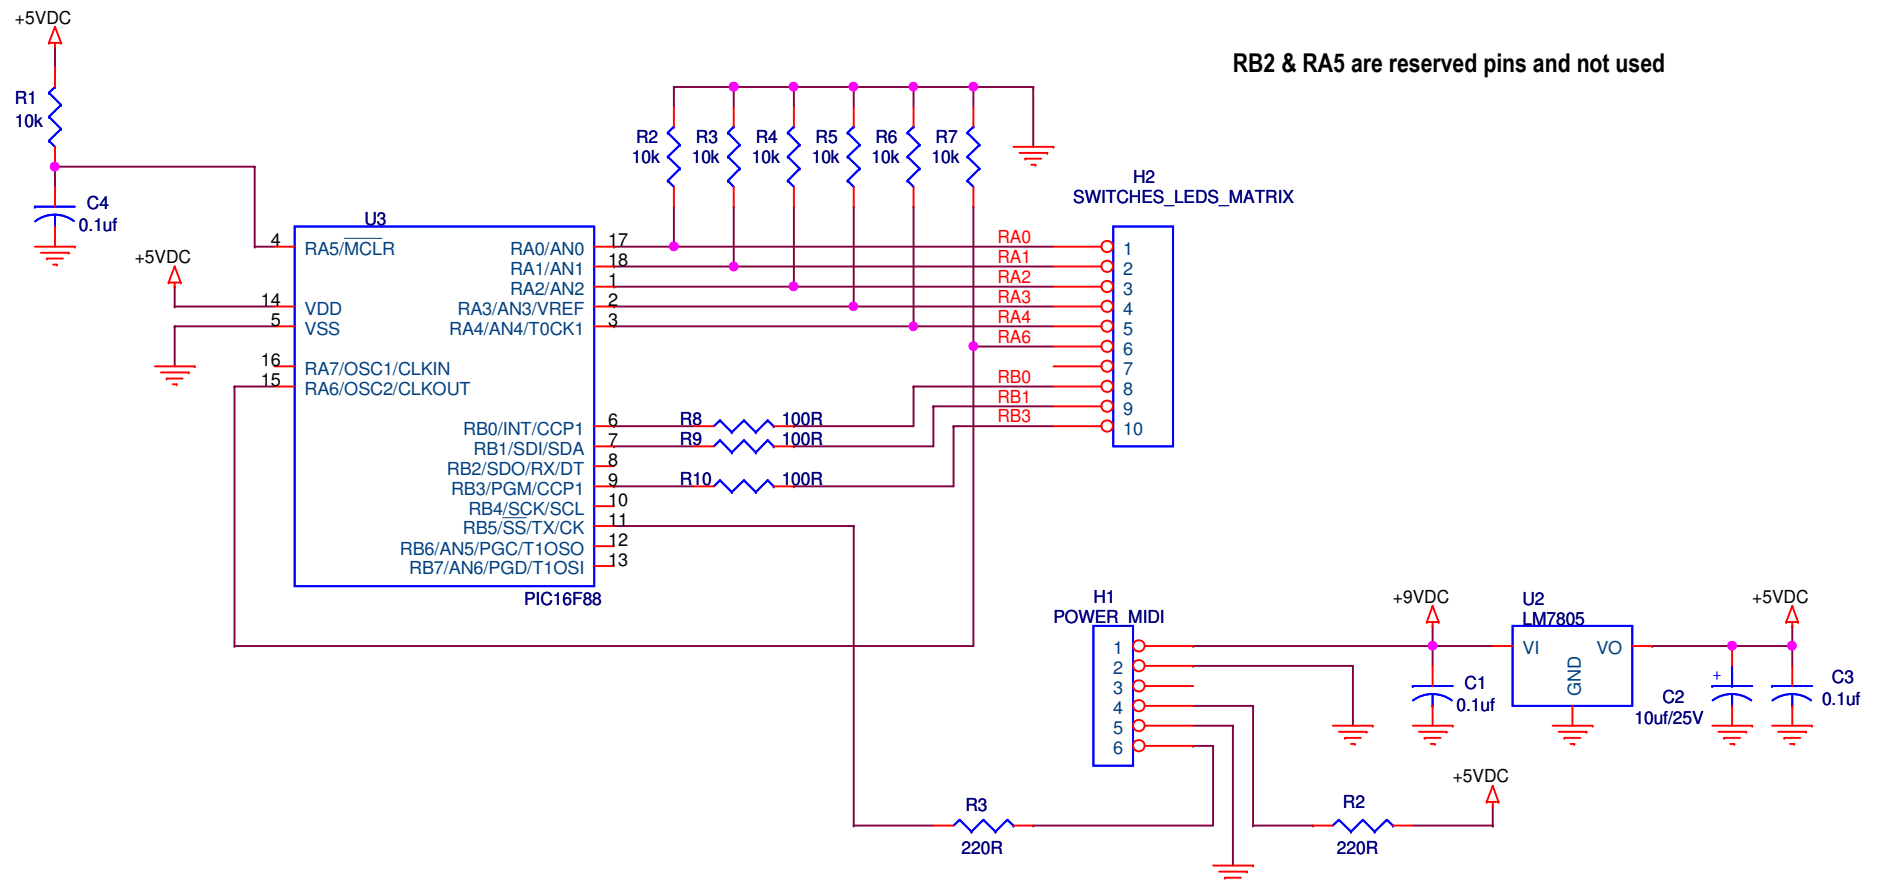 +5VDC
R1
10k
C4
0.1uf
+5VDC
RB2 & RA5 are reserved pins and not used
R2
10k
R3
10k
R4
10k
R5
10k
R6
10k
R7
10k
H2
SWITCHES_LEDS_MATRIX
U3
4 RA5/MCLR
14 VDD
5 VSS
16 RA7/OSC1/CLKIN
15 RA6/OSC2/CLKOUT
RA0/AN0 17
RA1/AN1 18
RA2/AN2 1
RA3/AN3/VREF 2
RA4/AN4/T0CK1 3
RB0/INT/CCP1 6
RB1/SDI/SDA 7
RB2/SDO/RX/DT 8
RB3/PGM/CCP1 9
RB4/SCK/SCL 10
RB5/SS/TX/CK 11
RB6/AN5/PGC/T1OSO 12
RB7/AN6/PGD/T1OSI 13
PIC16F88
R8 100R
R9 100R
R10 100R
RA0 1
RA1 2
RA2 3
RA3 4
RA4 5
RA6 6
7
RB0 8
RB1 9
RB3 10
H1
POWER_MIDI
1
2
3
4
5
6
+9VDC
C1
0.1uf
U2
LM7805
VI
VO
GND
+5VDC
+
C2
10uf/25V
C3
0.1uf
R3
220R
R2
220R
+5VDC